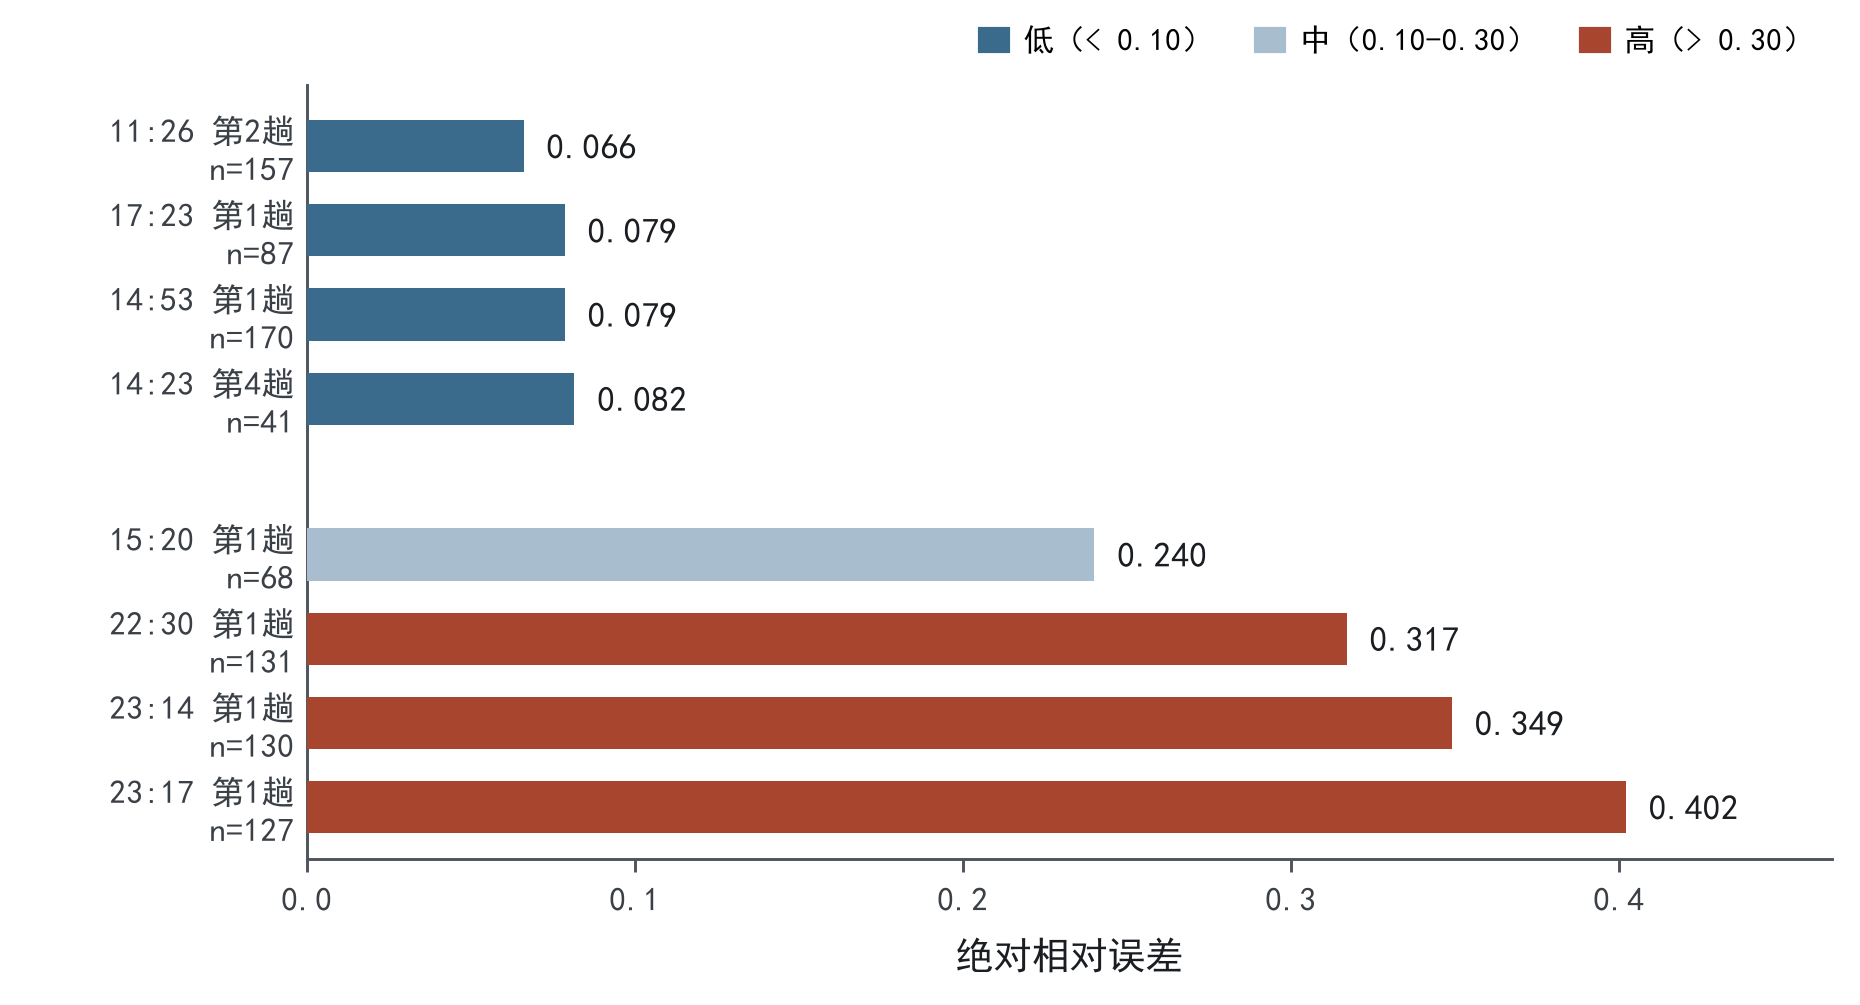 低（< 0.10） 中（0.10-0.30） 高（> 0.30）
11:26 第2趟
n=157
0.066
17:23 第1趟
n=87
0.079
14:53 第1趟
n=170
0.079
14:23 第4趟
n=41
0.082
15:20 第1趟
n=68
0.240
22:30 第1趟
n=131
0.317
23:14 第1趟
n=130
0.349
23:17 第1趟
n=127
0.402
0.0 0.1 0.2 0.3 0.4
绝对相对误差